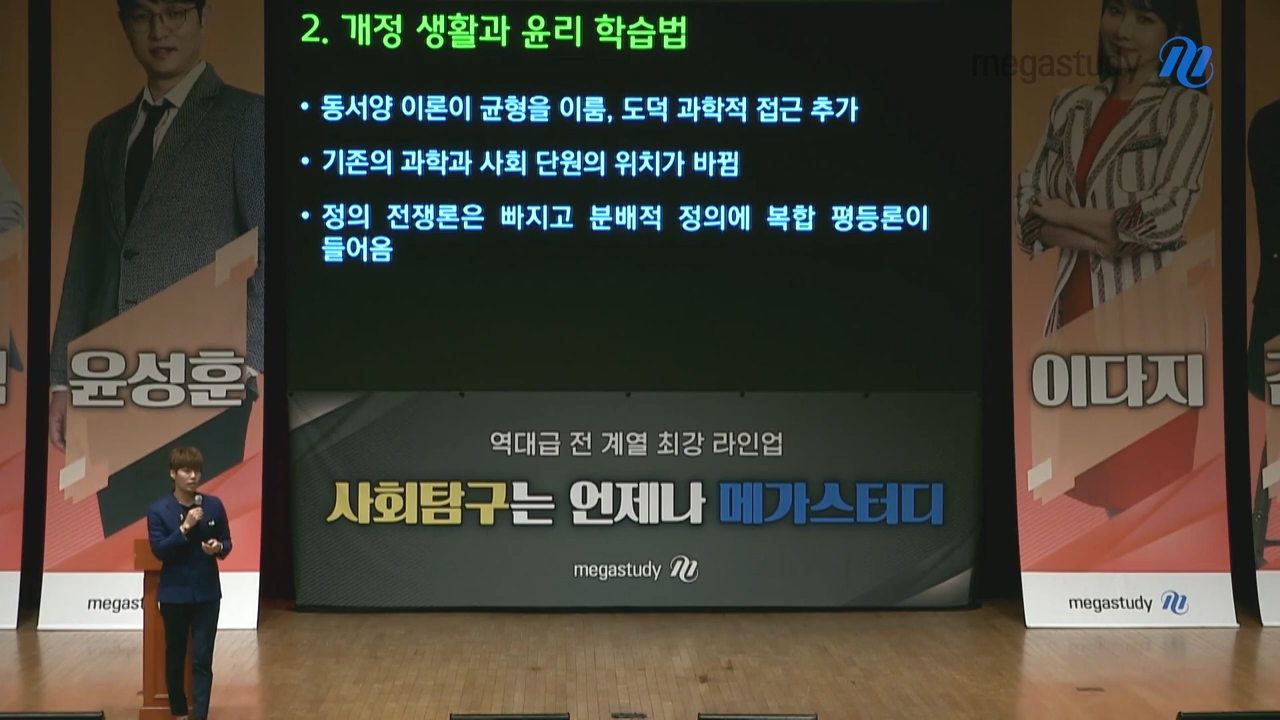 2. 개정 생활과 윤리 학습법
megastudy
• 동서양 이론이 균형을 이룸, 도덕 과학적 접근 추가
• 기존의 과학과 사회 단원의 위치가 바뀜
• 정의 전쟁론은 빠지고 분배적 정의에 복합 평등론이
들어옴
윤성훈
이다지
역대급 전 계열 최강 라인업
사회탐구는 언제나 메가스터디
megastudy
megast
megastudy